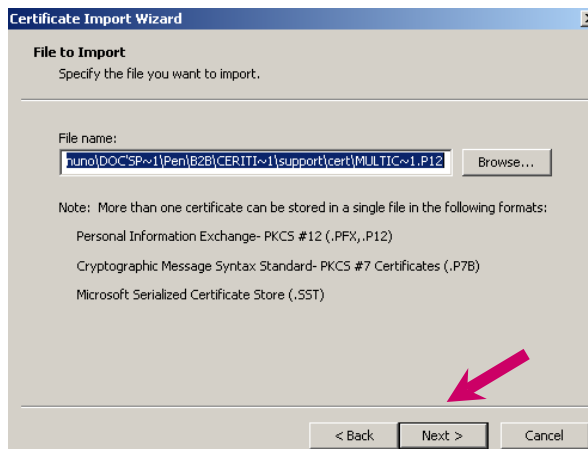 Certificate Import Wizard
File to Import
Specify the file you want to import.
File name:
nuno\DOC'SP~1\Pen\B2B\CERITI~1\support\cert\MULTIC~1.P12
Browse...
Note: More than one certificate can be stored in a single file in the following formats:
Personal Information Exchange- PKCS #12 (.PFX,.P12)
Cryptographic Message Syntax Standard- PKCS #7 Certificates (.P7B)
Microsoft Serialized Certificate Store (.SST)
< Back
Next >
Cancel